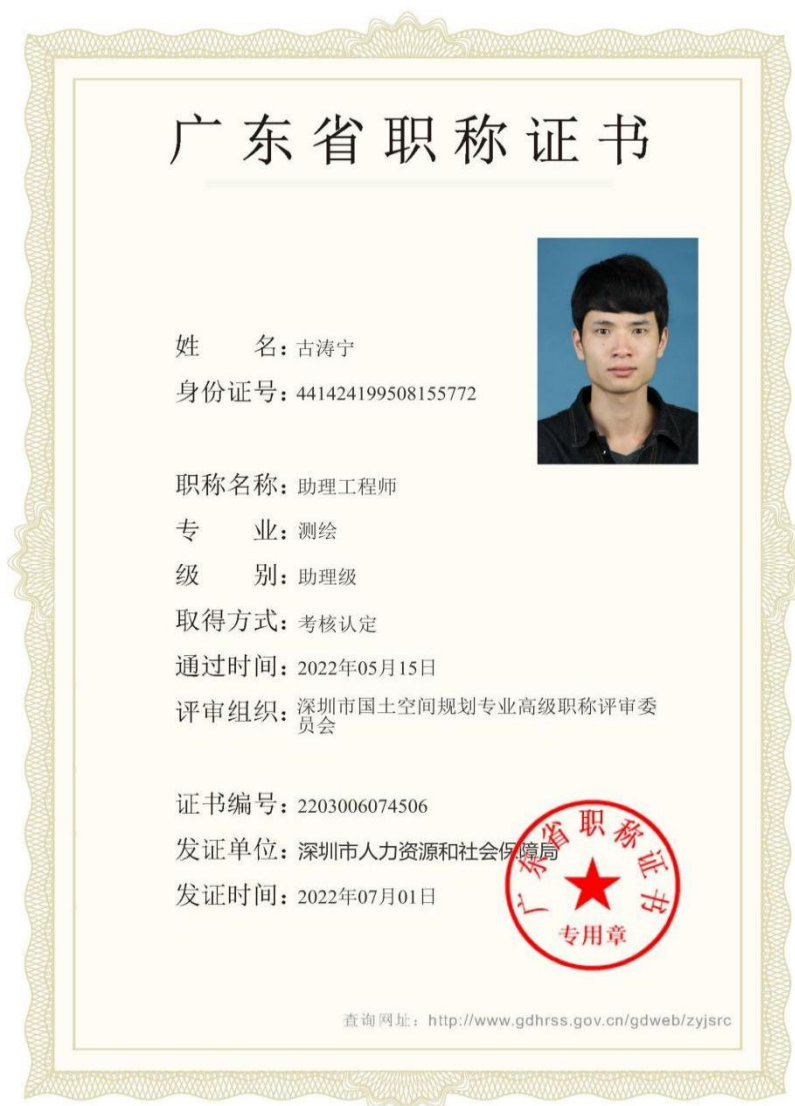 广东省职称证书
姓 名：古涛宁
身份证号：441424199508155772
职称名称：助理工程师
专 业：测绘
级 别：助理级
取得方式：考核认定
通过时间：2022年05月15日
评审组织：深圳市国土空间规划专业高级职称评审委
员会
证书编号：2203006074506
发证单位：深圳市人力资源和社会保障局
发证时间：2022年07月01日
广东省职称证书
专用章
查询网址：http://www.gdhrss.gov.cn/gdweb/zyjsrc